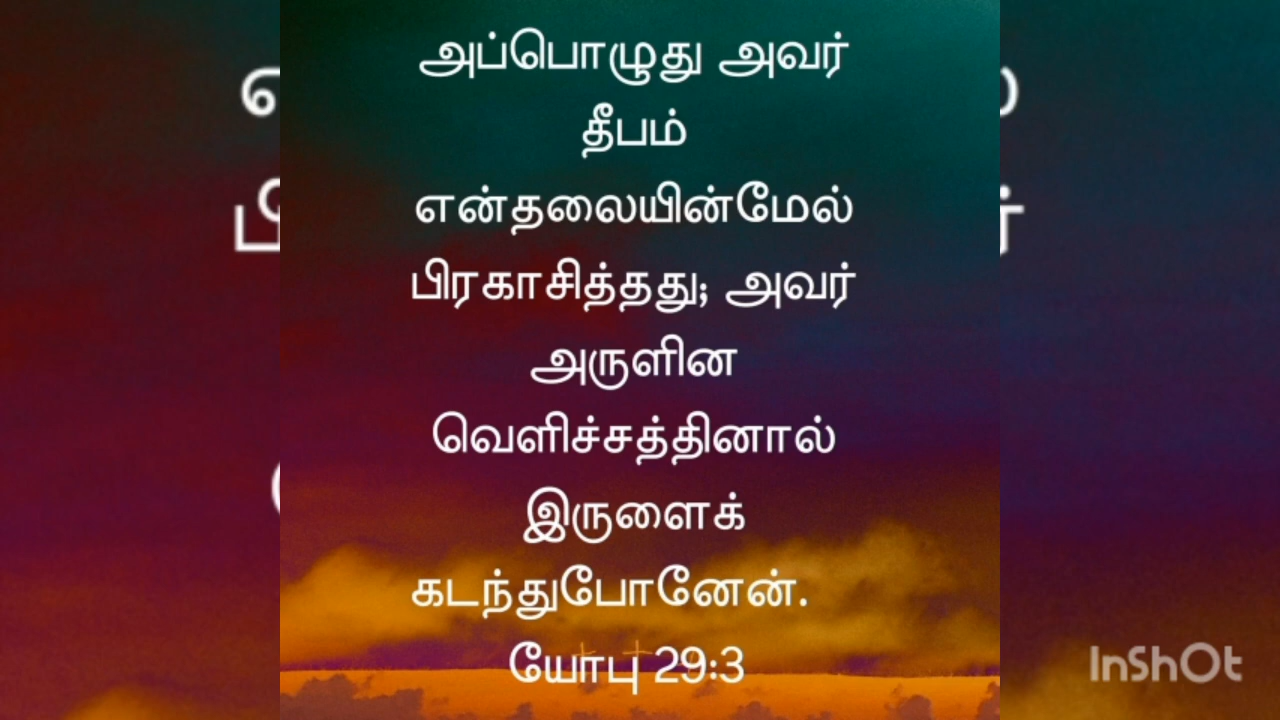 அப்பொழுது அவர்
தீபம்
என்தலையின்மேல்
பிரகாசித்தது; அவர்
அருளின
வெளிச்சத்தினால்
இருளைக்
கடந்துபோனேன்.
யோபு 29:3
InShOt